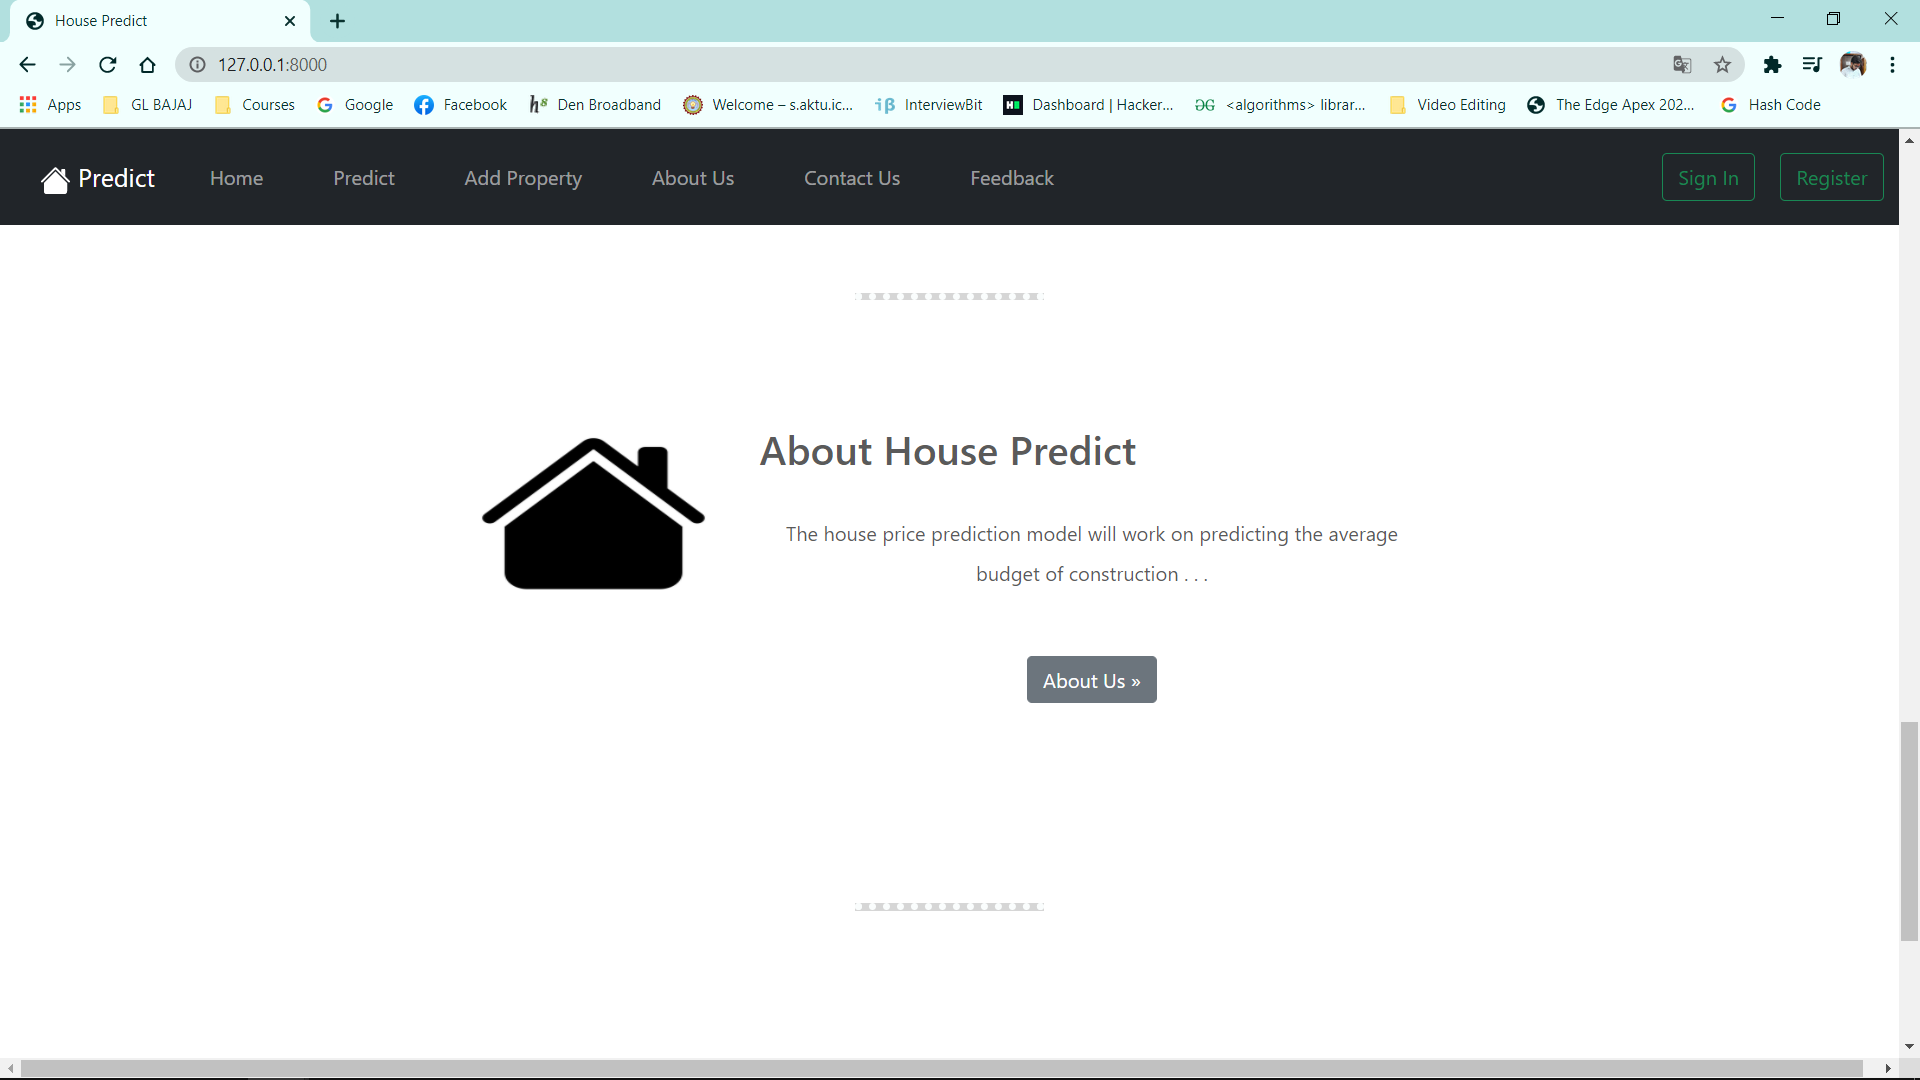 House Predict
127.0.0.1:8000
Apps GL BAJAJ Courses Google Facebook Den Broadband Welcome – s.aktu.ic... InterviewBit Dashboard | Hacker... <algorithms> librar... Video Editing The Edge Apex 202... Hash Code
Predict Home Predict Add Property About Us Contact Us Feedback Sign In Register
About House Predict
The house price prediction model will work on predicting the average
budget of construction . . .
About Us »